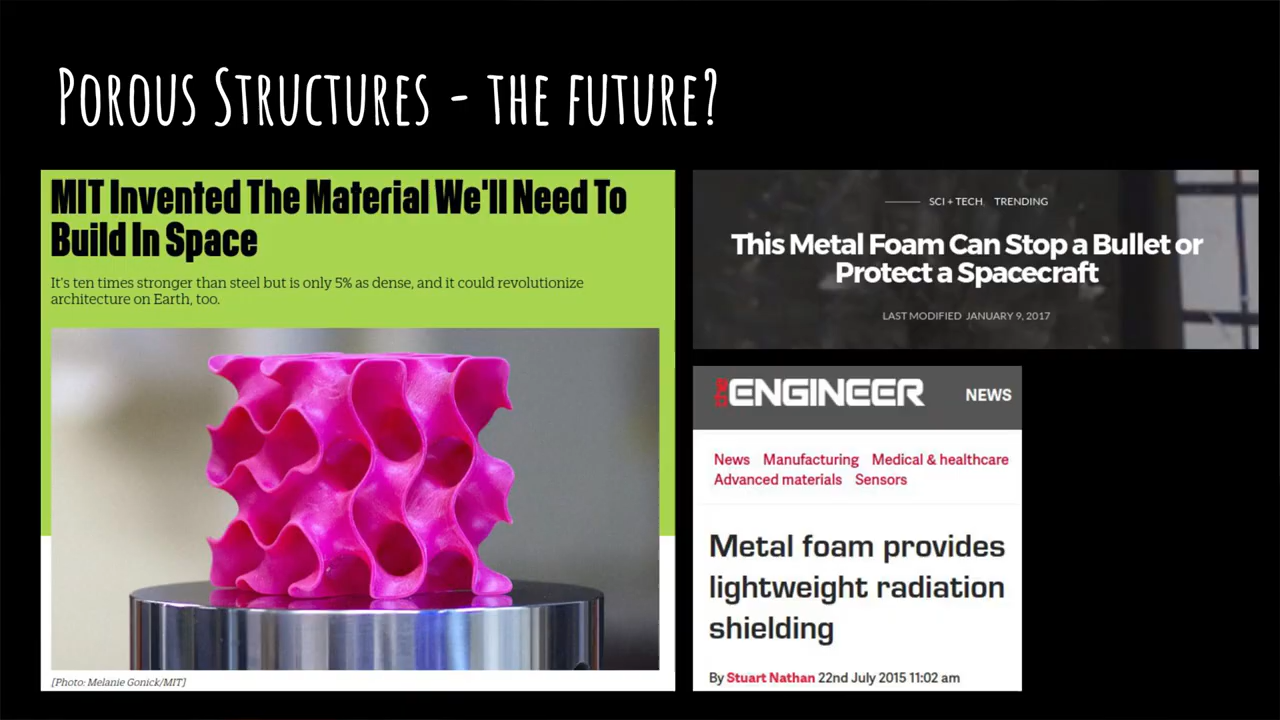 Porous Structures - the future?
MIT Invented The Material We'll Need To
Build In Space
It's ten times stronger than steel but is only 5% as dense, and it could revolutionize
architecture on Earth, too.
[Photo: Melanie Gonick/MIT]
SCI + TECH TRENDING
This Metal Foam Can Stop a Bullet or
Protect a Spacecraft
LAST MODIFIED JANUARY 9, 2017
the ENGINEER NEWS
News Manufacturing Medical & healthcare
Advanced materials Sensors
Metal foam provides
lightweight radiation
shielding
By Stuart Nathan 22nd July 2015 11:02 am